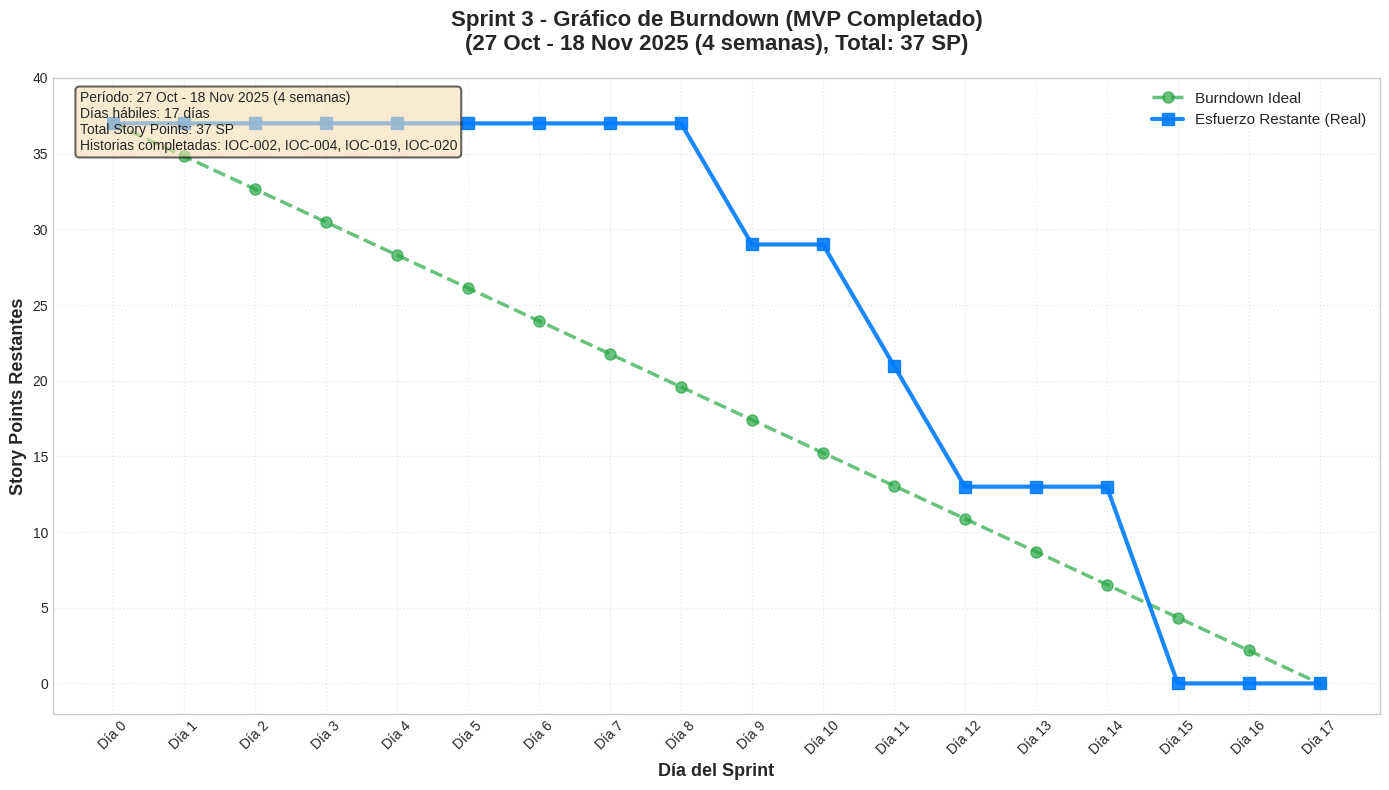 Sprint 3 - Gráfico de Burndown (MVP Completado)
(27 Oct - 18 Nov 2025 (4 semanas), Total: 37 SP)
Período: 27 Oct - 18 Nov 2025 (4 semanas)
Días hábiles: 17 días
Total Story Points: 37 SP
Historias completadas: IOC-002, IOC-004, IOC-019, IOC-020
Burndown Ideal
Esfuerzo Restante (Real)
Story Points Restantes
40
35
30
25
20
15
10
5
0
Día 0
Día 1
Día 2
Día 3
Día 4
Día 5
Día 6
Día 7
Día 8
Día 9
Día 10
Día 11
Día 12
Día 13
Día 14
Día 15
Día 16
Día 17
Día del Sprint